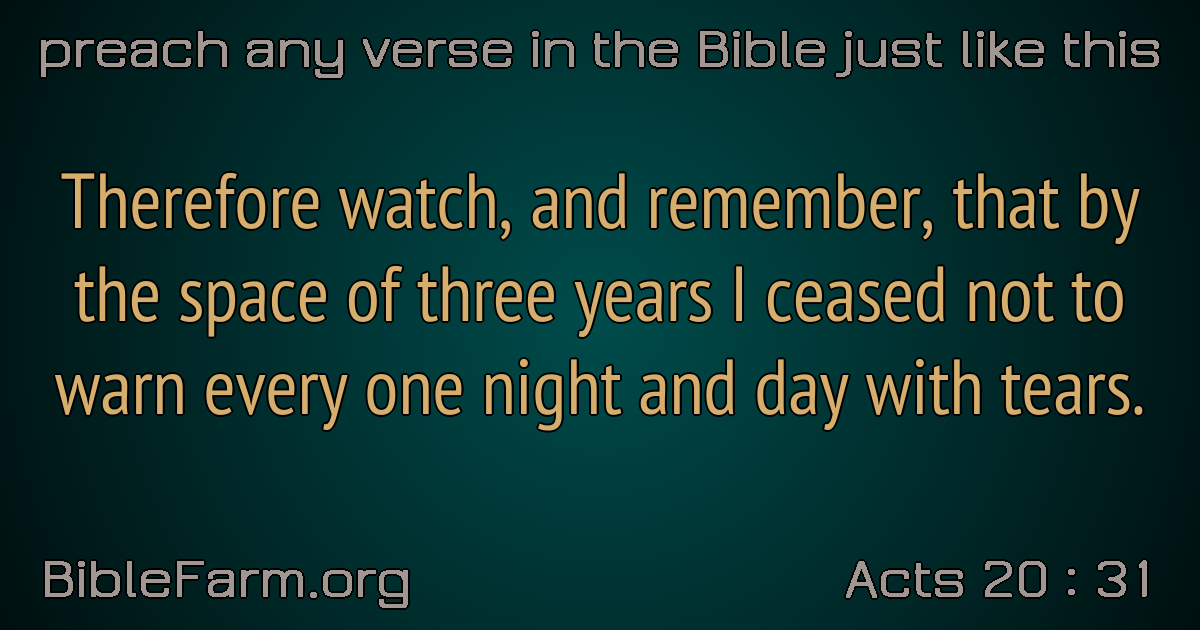 preach any verse in the Bible just like this
Therefore watch, and remember, that by
the space of three years I ceased not to
warn every one night and day with tears.
BibleFarm.org
Acts 20 : 31